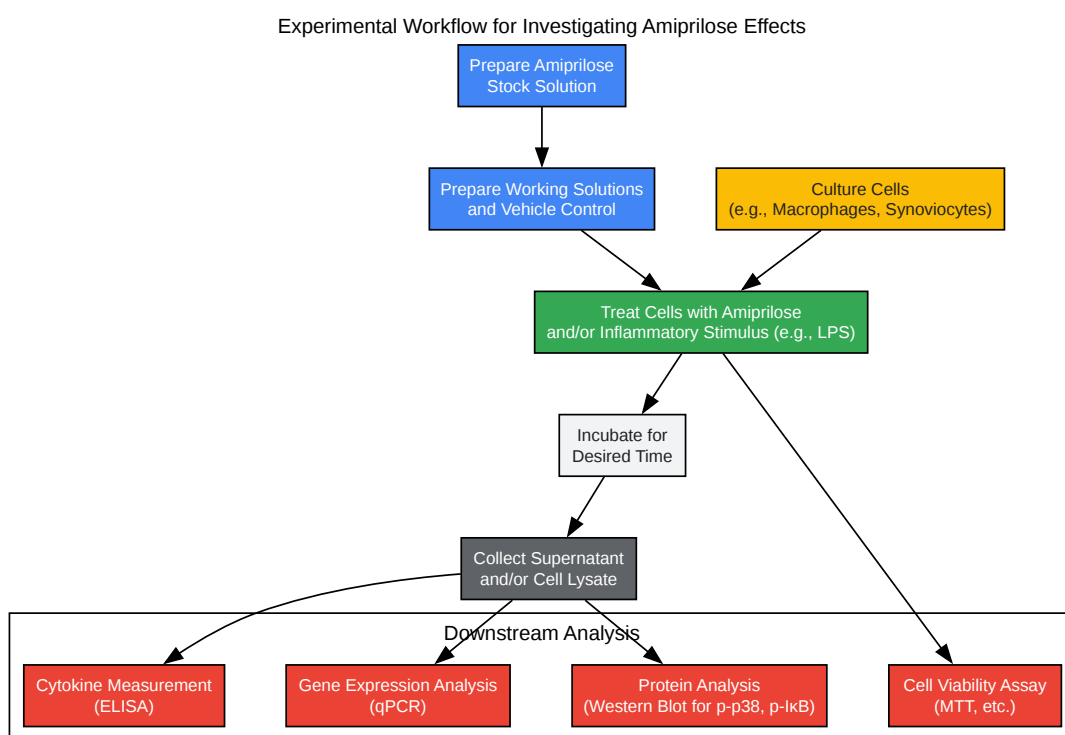 Experimental Workflow for Investigating Amiprilose Effects
Prepare Amiprilose
Stock Solution
Prepare Working Solutions
and Vehicle Control
Culture Cells
(e.g., Macrophages, Synoviocytes)
Treat Cells with Amiprilose
and/or Inflammatory Stimulus (e.g., LPS)
Incubate for
Desired Time
Collect Supernatant
and/or Cell Lysate
Downstream Analysis
Cytokine Measurement
(ELISA)
Gene Expression Analysis
(qPCR)
Protein Analysis
(Western Blot for p-p38, p-IκB)
Cell Viability Assay
(MTT, etc.)